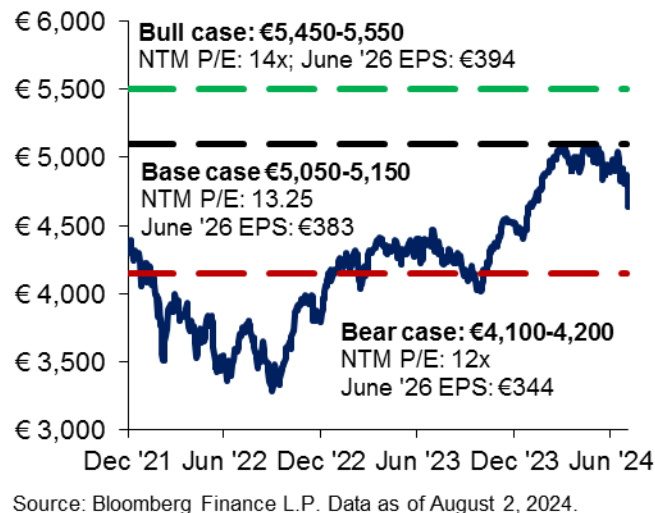 € 6,000
Bull case: €5,450-5,550
NTM P/E: 14x; June '26 EPS: €394
€ 5,500
€ 5,000
Base case €5,050-5,150
NTM P/E: 13.25
June '26 EPS: €383
€ 4,500
€ 4,000
Bear case: €4,100-4,200
NTM P/E: 12x
June '26 EPS: €344
€ 3,500
€ 3,000
Dec '21 Jun '22 Dec '22 Jun '23 Dec '23 Jun '24
Source: Bloomberg Finance L.P. Data as of August 2, 2024.